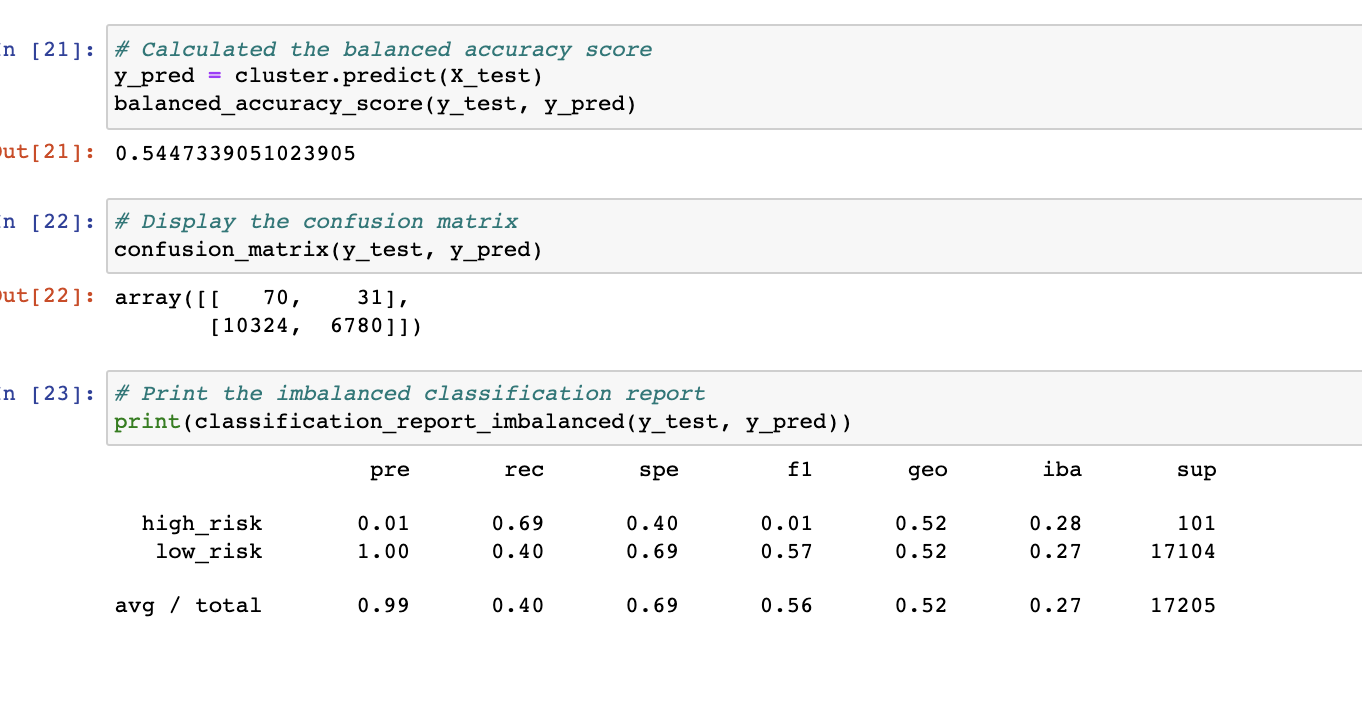 n [21]: # Calculated the balanced accuracy score
y_pred = cluster.predict(X_test)
balanced_accuracy_score(y_test, y_pred)
ut[21]: 0.5447339051023905
n [22]: # Display the confusion matrix
confusion_matrix(y_test, y_pred)
ut[22]: array([[   70,    31],
       [10324,  6780]])
n [23]: # Print the imbalanced classification report
print(classification_report_imbalanced(y_test, y_pred))
pre rec spe f1 geo iba sup
high_risk 0.01 0.69 0.40 0.01 0.52 0.28 101
low_risk 1.00 0.40 0.69 0.57 0.52 0.27 17104
avg / total 0.99 0.40 0.69 0.56 0.52 0.27 17205